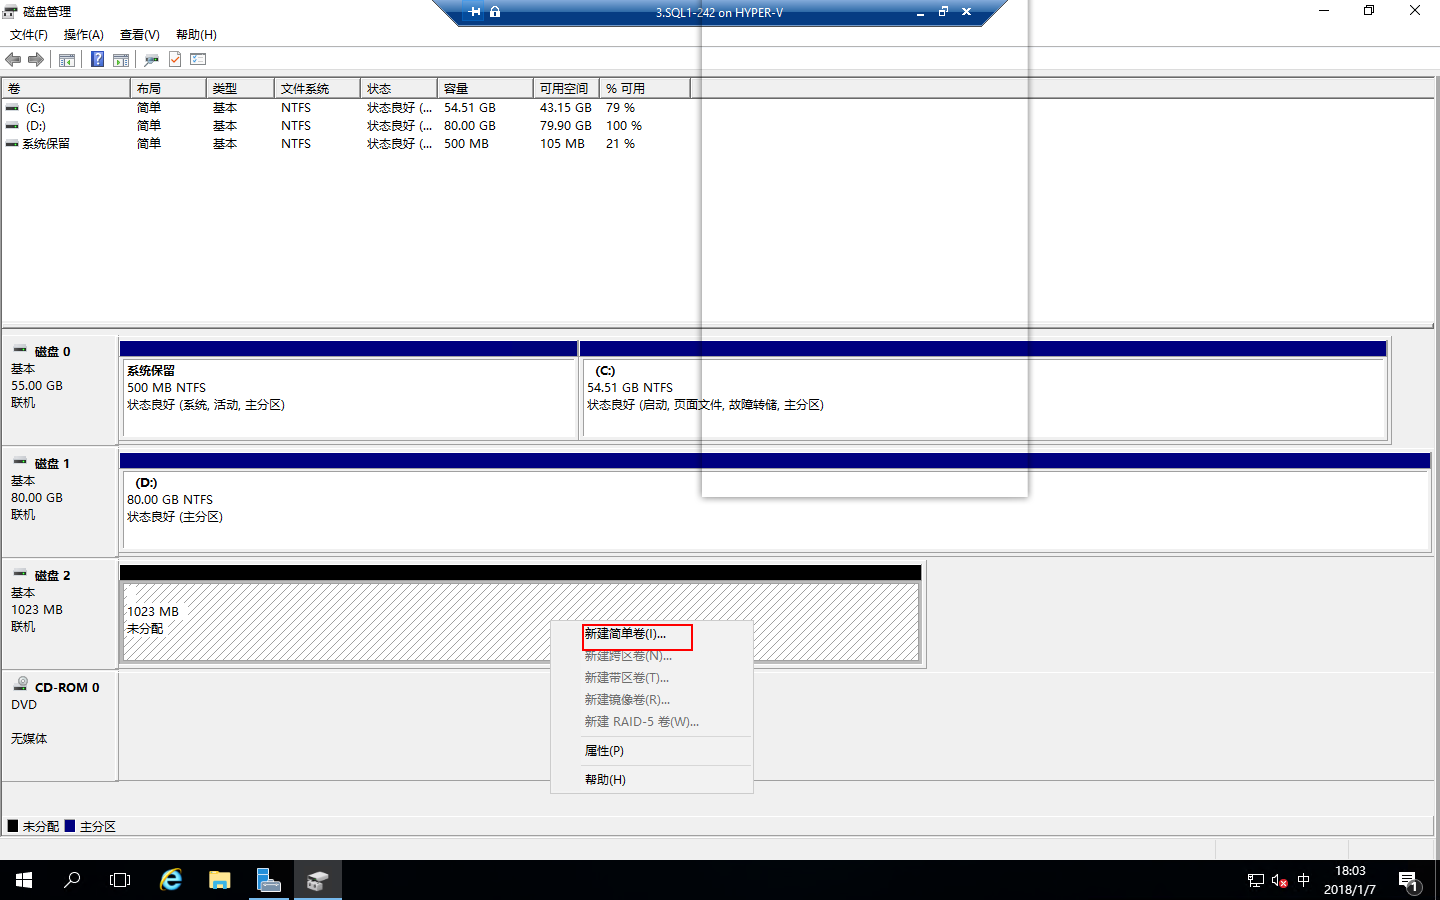 磁盘管理
3.SQL1-242 on HYPER-V
文件(F) 操作(A) 查看(V) 帮助(H)
卷 布局 类型 文件系统 状态 容量 可用空间 % 可用
(C:) 简单 基本 NTFS 状态良好 (... 54.51 GB 43.15 GB 79 %
(D:) 简单 基本 NTFS 状态良好 (... 80.00 GB 79.90 GB 100 %
系统保留 简单 基本 NTFS 状态良好 (... 500 MB 105 MB 21 %
磁盘 0
基本
55.00 GB
联机
系统保留
500 MB NTFS
状态良好 (系统, 活动, 主分区)
(C:)
54.51 GB NTFS
状态良好 (启动, 页面文件, 故障转储, 主分区)
磁盘 1
基本
80.00 GB
联机
(D:)
80.00 GB NTFS
状态良好 (主分区)
磁盘 2
基本
1023 MB
联机
1023 MB
未分配
新建简单卷(I)...
新建跨区卷(N)...
新建带区卷(T)...
新建镜像卷(R)...
新建 RAID-5 卷(W)...
属性(P)
帮助(H)
CD-ROM 0
DVD
无媒体
未分配 主分区
中
18:03
2018/1/7
1